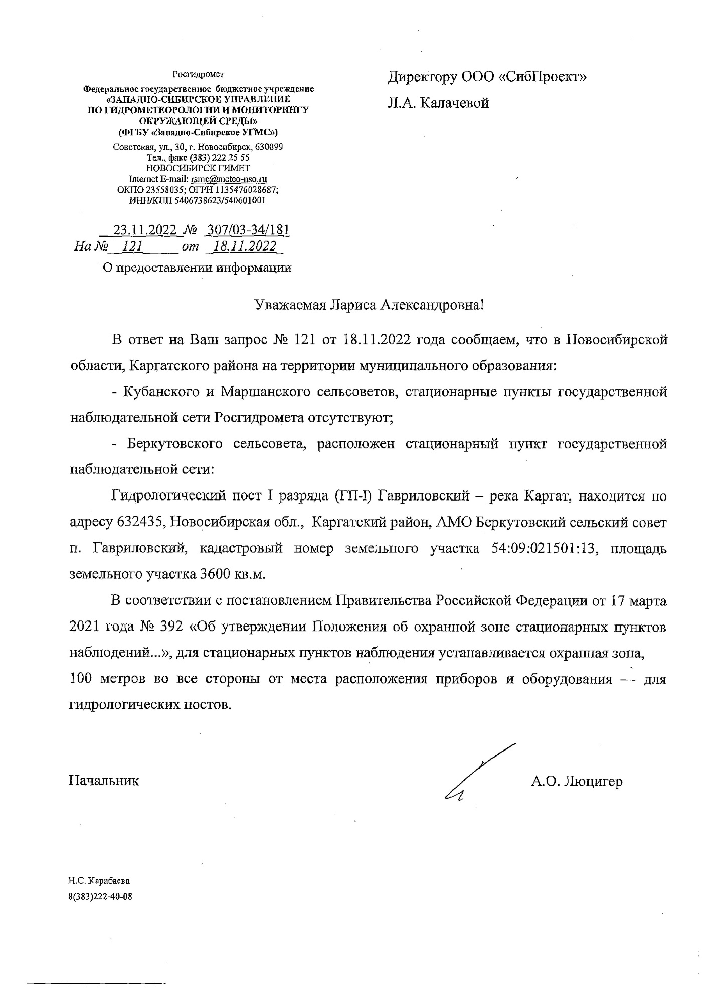 Росгидромет
Федеральное государственное бюджетное учреждение
«ЗАПАДНО-СИБИРСКОЕ УПРАВЛЕНИЕ
ПО ГИДРОМЕТЕОРОЛОГИИ И МОНИТОРИНГУ
ОКРУЖАЮЩЕЙ СРЕДЫ»
(ФГБУ «Западно-Сибирское УГМС»)
Советская, ул., 30, г. Новосибирск, 630099
Тел., факс (383) 222 25 55
НОВОСИБИРСК ГИМЕТ
Internet E-mail: rsmc@meteo-nso.ru
ОКПО 23558035; ОГРН 1135476028687;
ИНН/КПП 5406738623/540601001
23.11.2022 № 307/03-34/181
На № 121 от 18.11.2022
О предоставлении информации
Директору ООО «СибПроект»
Л.А. Калачевой
Уважаемая Лариса Александровна!
В ответ на Ваш запрос № 121 от 18.11.2022 года сообщаем, что в Новосибирской
области, Каргатского района на территории муниципального образования:
- Кубанского и Маршанского сельсоветов, стационарные пункты государственной
наблюдательной сети Росгидромета отсутствуют;
- Беркутовского сельсовета, расположен стационарный пункт государственной
наблюдательной сети:
Гидрологический пост I разряда (ГП-I) Гавриловский – река Каргат, находится по
адресу 632435, Новосибирская обл., Каргатский район, АМО Беркутовский сельский совет
п. Гавриловский, кадастровый номер земельного участка 54:09:021501:13, площадь
земельного участка 3600 кв.м.
В соответствии с постановлением Правительства Российской Федерации от 17 марта
2021 года № 392 «Об утверждении Положения об охранной зоне стационарных пунктов
наблюдений...», для стационарных пунктов наблюдения устанавливается охранная зона,
100 метров во все стороны от места расположения приборов и оборудования — для
гидрологических постов.
Начальник
А.О. Люцигер
Н.С. Карабаева
8(383)222-40-08